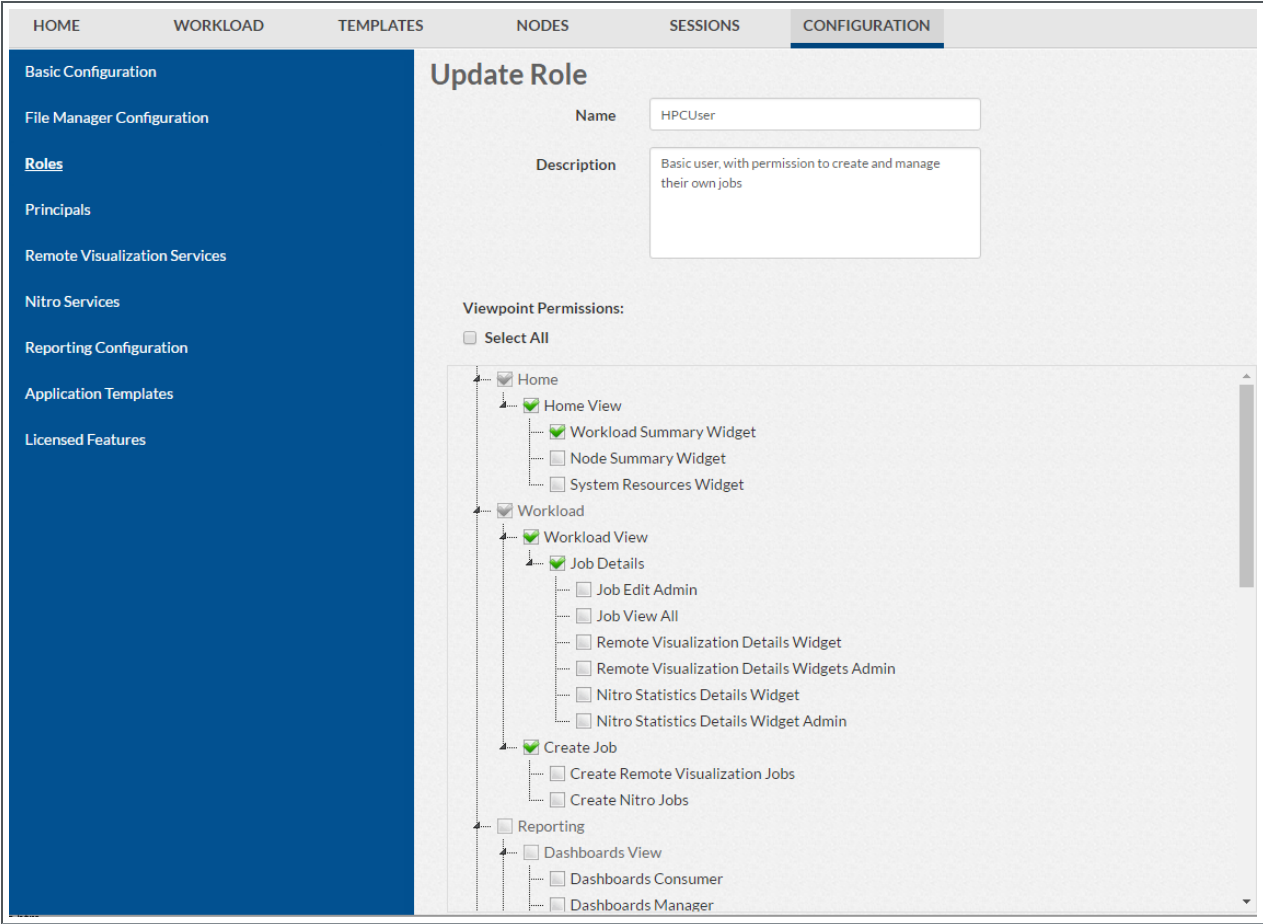 HOME WORKLOAD TEMPLATES NODES SESSIONS CONFIGURATION
Basic Configuration
File Manager Configuration
Roles
Principals
Remote Visualization Services
Nitro Services
Reporting Configuration
Application Templates
Licensed Features
Update Role
Name HPCUser
Description Basic user, with permission to create and manage
their own jobs
Viewpoint Permissions:
Select All
Home
Home View
Workload Summary Widget
Node Summary Widget
System Resources Widget
Workload
Workload View
Job Details
Job Edit Admin
Job View All
Remote Visualization Details Widget
Remote Visualization Details Widgets Admin
Nitro Statistics Details Widget
Nitro Statistics Details Widget Admin
Create Job
Create Remote Visualization Jobs
Create Nitro Jobs
Reporting
Dashboards View
Dashboards Consumer
Dashboards Manager